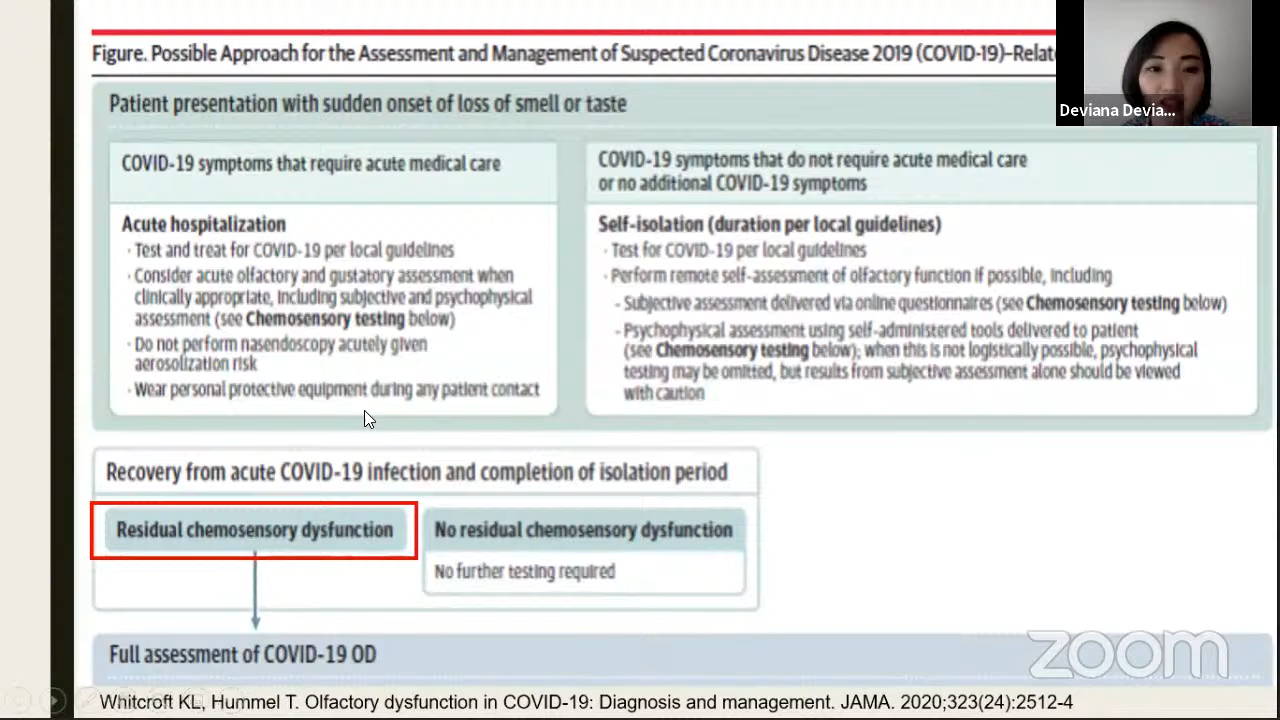 Figure. Possible Approach for the Assessment and Management of Suspected Coronavirus Disease 2019 (COVID-19)–Relate
Deviana Devia...
Patient presentation with sudden onset of loss of smell or taste
COVID-19 symptoms that require acute medical care
Acute hospitalization
· Test and treat for COVID-19 per local guidelines
· Consider acute olfactory and gustatory assessment when
clinically appropriate, including subjective and psychophysical
assessment (see Chemosensory testing below)
· Do not perform nasendoscopy acutely given
aerosolization risk
· Wear personal protective equipment during any patient contact
COVID-19 symptoms that do not require acute medical care
or no additional COVID-19 symptoms
Self-isolation (duration per local guidelines)
· Test for COVID-19 per local guidelines
· Perform remote self-assessment of olfactory function if possible, including
- Subjective assessment delivered via online questionnaires (see Chemosensory testing below)
- Psychophysical assessment using self-administered tools delivered to patient
(see Chemosensory testing below); when this is not logistically possible, psychophysical
testing may be omitted, but results from subjective assessment alone should be viewed
with caution
Recovery from acute COVID-19 infection and completion of isolation period
Residual chemosensory dysfunction
No residual chemosensory dysfunction
No further testing required
Full assessment of COVID-19 OD
zoom
Whitcroft KL, Hummel T. Olfactory dysfunction in COVID-19: Diagnosis and management. JAMA. 2020;323(24):2512-4